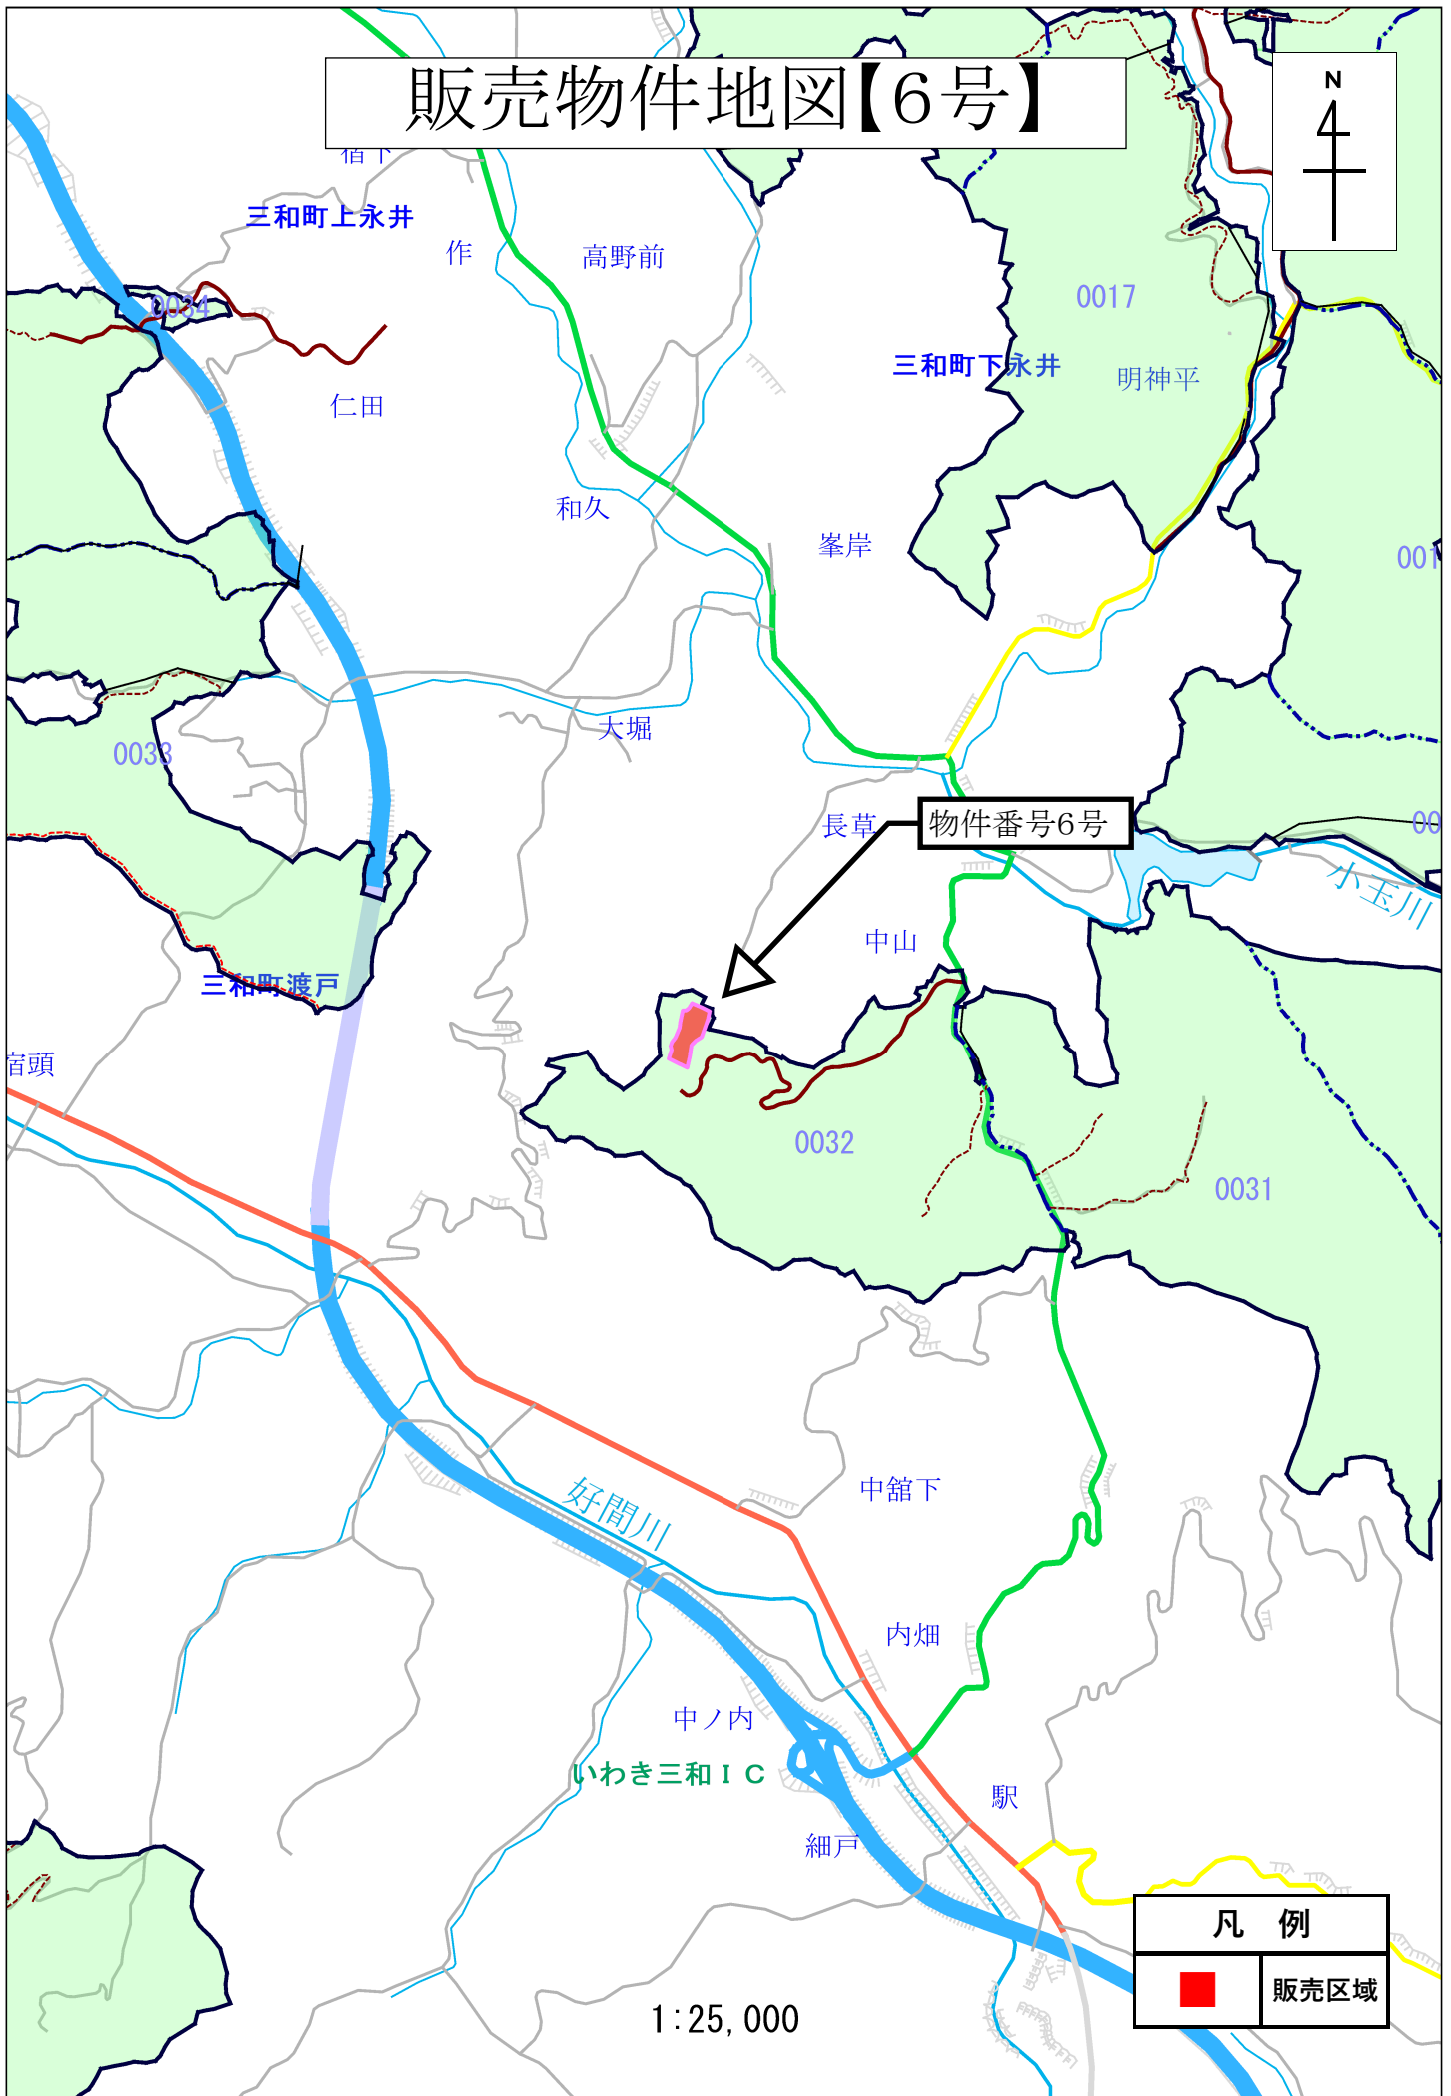 販売物件地図【6号】
N
三和町上永井
作
高野前
0034
0017
三和町下永井
明神平
仁田
和久
峯岸
大堀
0033
長草
物件番号6号
小玉川
中山
三和町渡戸
宿頭
0032
0031
中舘下
好間川
内畑
中ノ内
いわき三和IC
駅
細戸
凡 例
販売区域
1:25,000